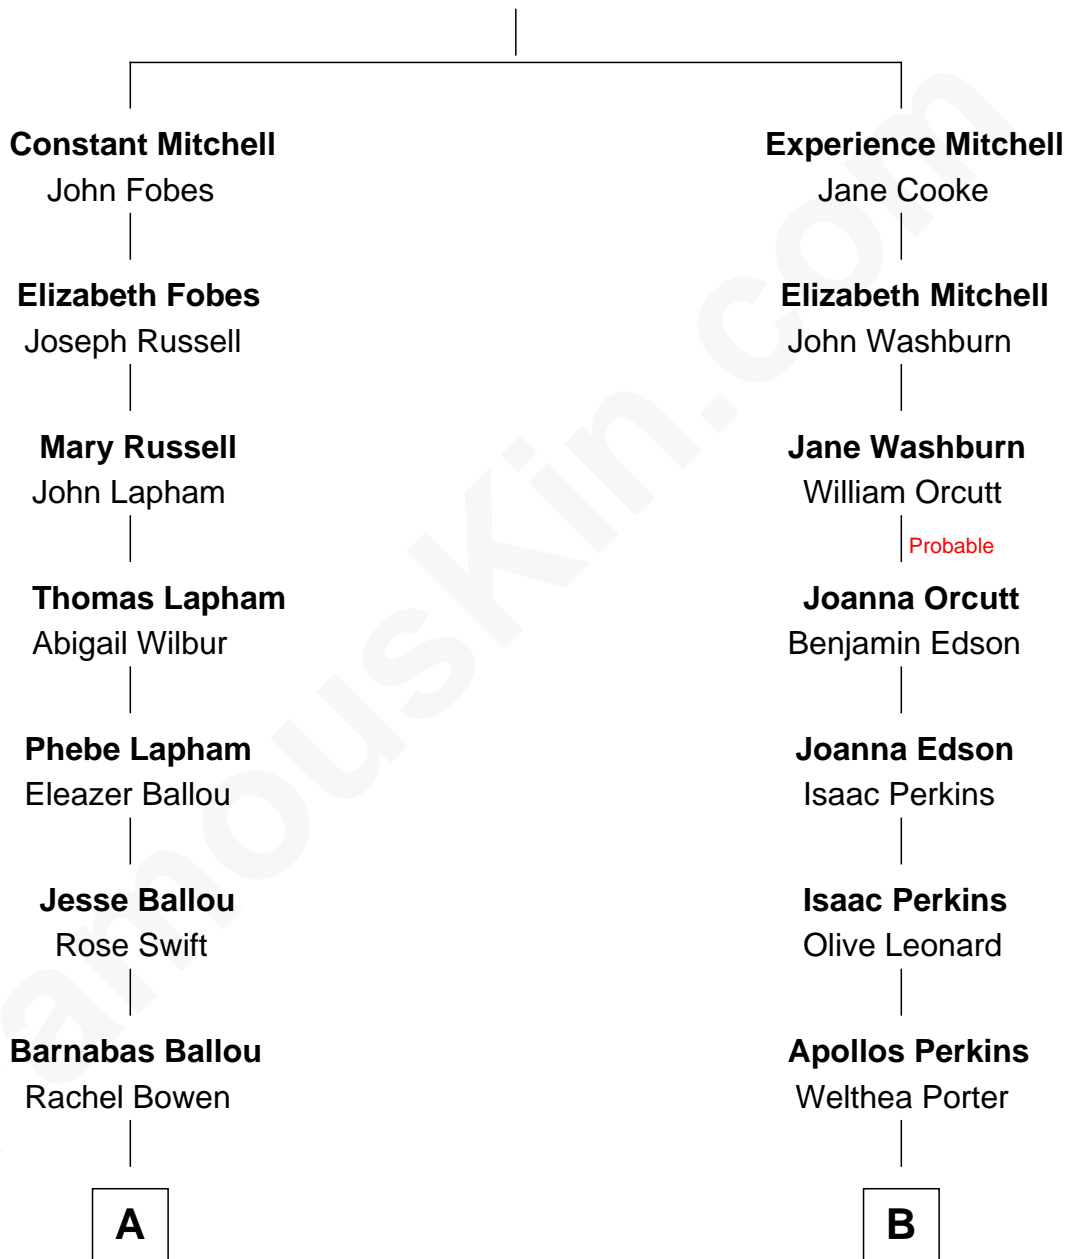 Constant Mitchell
John Fobes
Elizabeth Fobes
Joseph Russell
Mary Russell
John Lapham
Thomas Lapham
Abigail Wilbur
Phebe Lapham
Eleazer Ballou
Jesse Ballou
Rose Swift
Barnabas Ballou
Rachel Bowen
A
Experience Mitchell
Jane Cooke
Elizabeth Mitchell
John Washburn
Jane Washburn
William Orcutt
Probable
Joanna Orcutt
Benjamin Edson
Joanna Edson
Isaac Perkins
Isaac Perkins
Olive Leonard
Apollos Perkins
Welthea Porter
B
amouskin.com